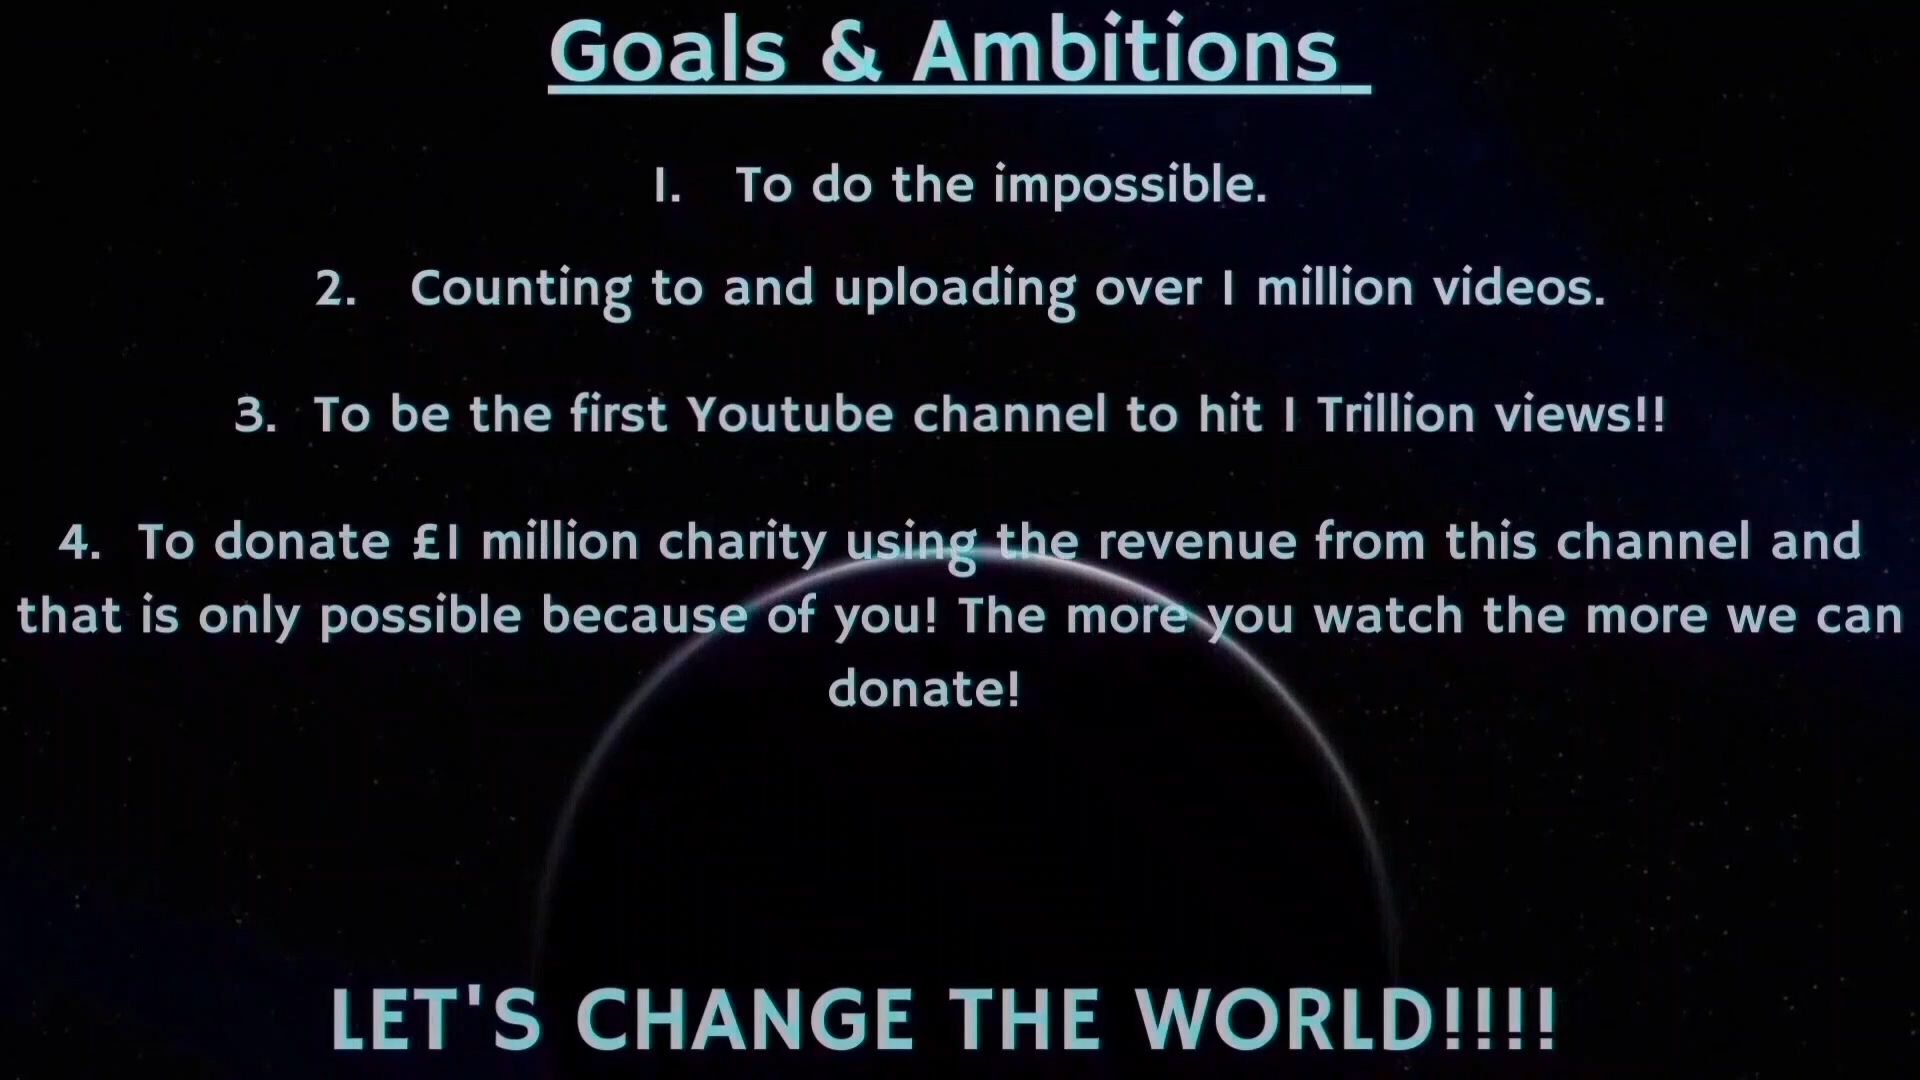 Goals & Ambitions
1. To do the impossible.
2. Counting to and uploading over 1 million videos.
3. To be the first Youtube channel to hit 1 Trillion views!!
4. To donate £1 million charity using the revenue from this channel and
that is only possible because of you! The more you watch the more we can
donate!
LET'S CHANGE THE WORLD!!!!